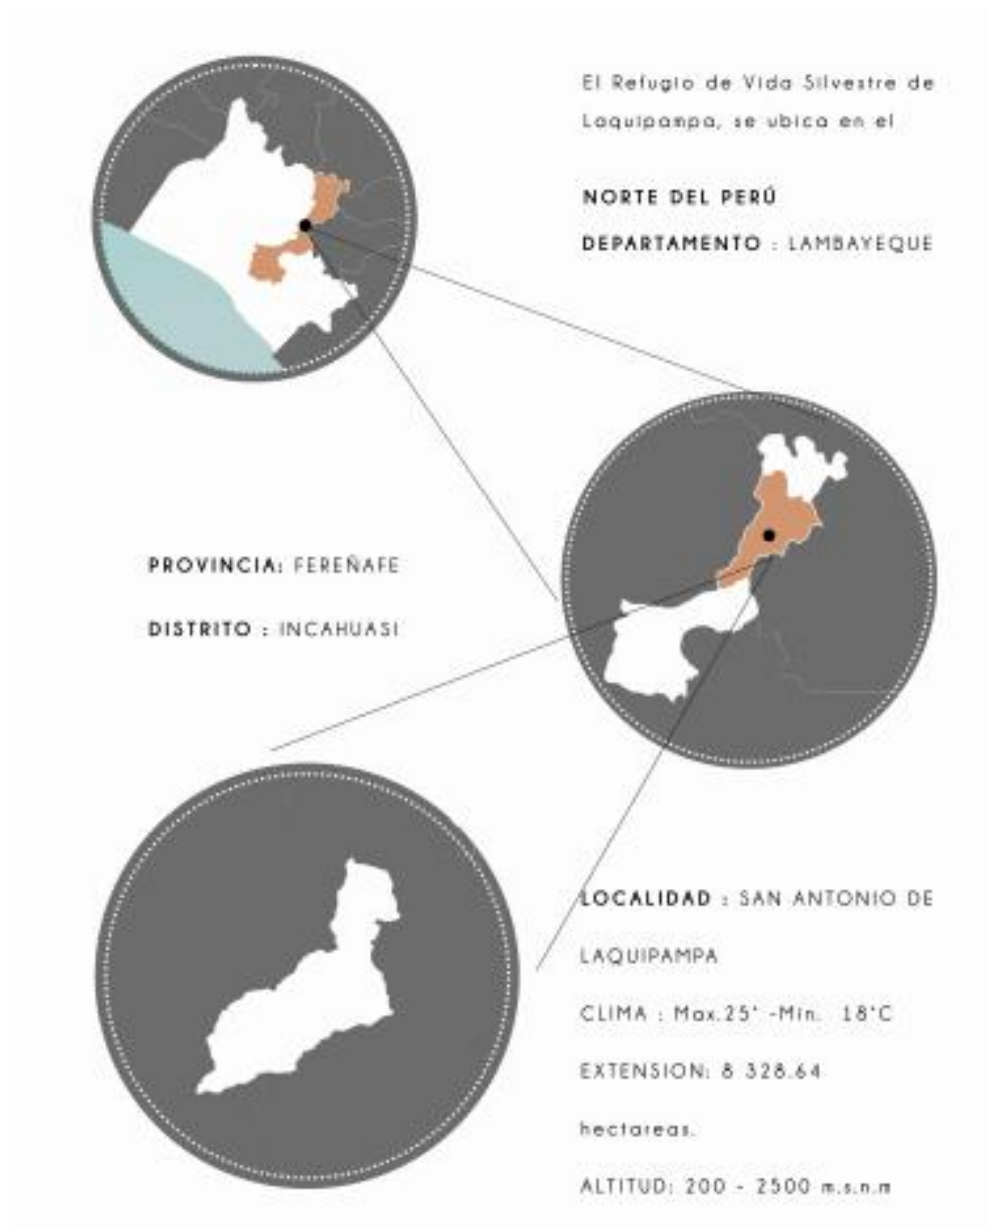 El Refugio de Vida Silvestre de
Laquipampa, se ubica en el
NORTE DEL PERÚ
DEPARTAMENTO : LAMBAYEQUE
PROVINCIA: FEREÑAFE
DISTRITO : INCAHUASI
LOCALIDAD : SAN ANTONIO DE
LAQUIPAMPA
CLIMA : Max.25° -Min. 18°C
EXTENSION: 8 328.64
hectareas.
ALTITUD: 200 - 2500 m.s.n.m